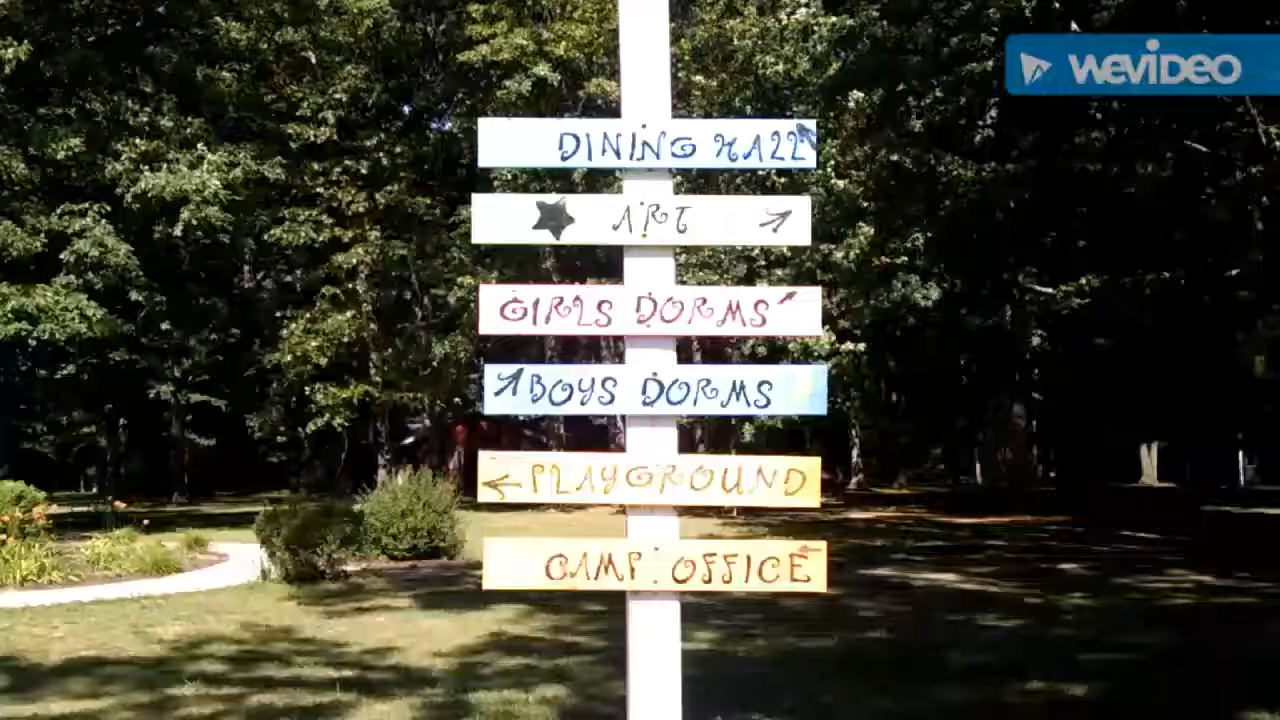 WEVIDEO
DINING HALL
ART
GIRLS DORMS
BOYS DORMS
PLAYGROUND
CAMP OFFICE